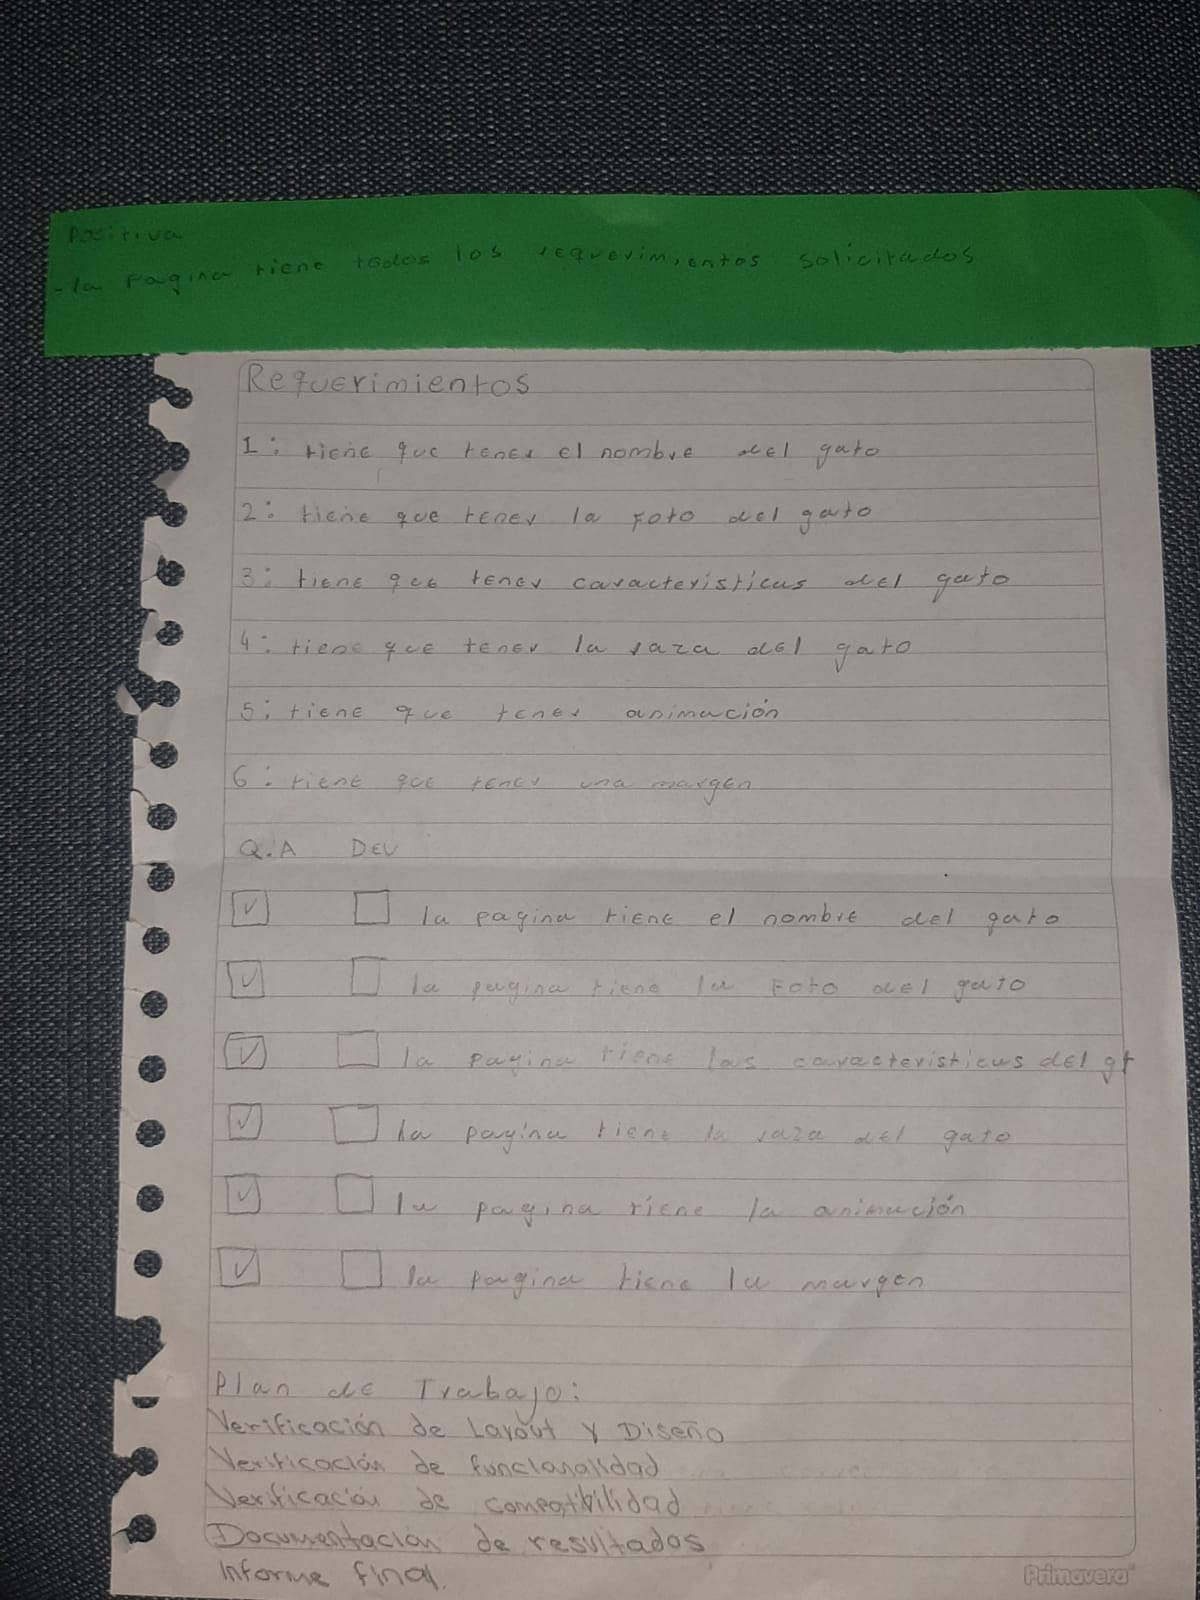 Positiva
- la pagina tiene todos los requerimientos solicitados
Requerimientos
1: tiene que tener el nombre del gato
2: tiene que tener la foto del gato
3: tiene que tener caracteristicas del gato
4: tiene que tener la raza del gato
5: tiene que tener animación
6: tiene que tener una margen
Q.A DEV
la pagina tiene el nombre del gato
la pagina tiene la foto del gato
la pagina tiene las caracteristicas del gt
la pagina tiene la raza del gato
la pagina tiene la animación
la pagina tiene la margen
Plan de Trabajo:
Verificación de Layout y Diseño
Verificación de funcionalidad
Verificación de compatibilidad
Documentación de resultados
Informe final.
Primavera